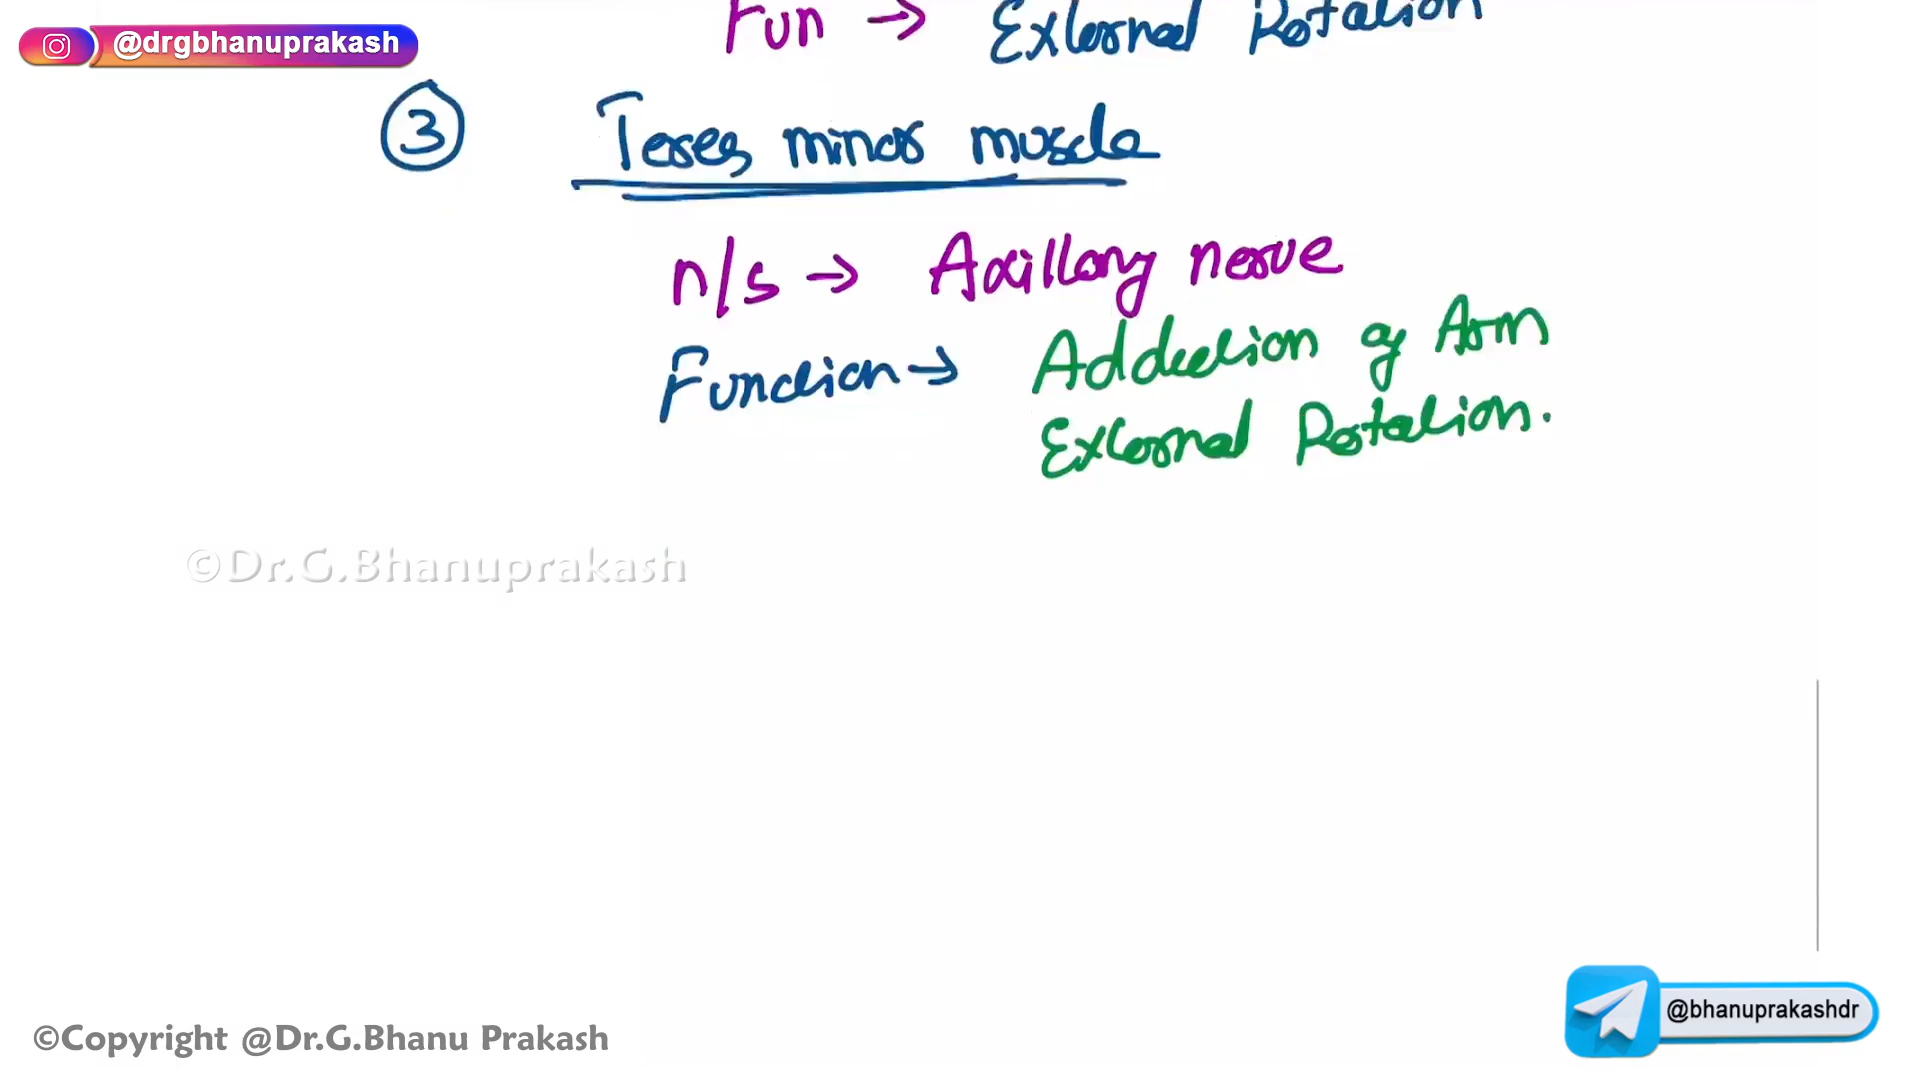 @drgbhanuprakash
Fun → External Rotation
3 Teres minor muscle
n/s → Axillary nerve
Function → Adduction of Arm
External Rotation.
©Dr.G.Bhanuprakash
@bhanuprakashdr
©Copyright @Dr.G.Bhanu Prakash